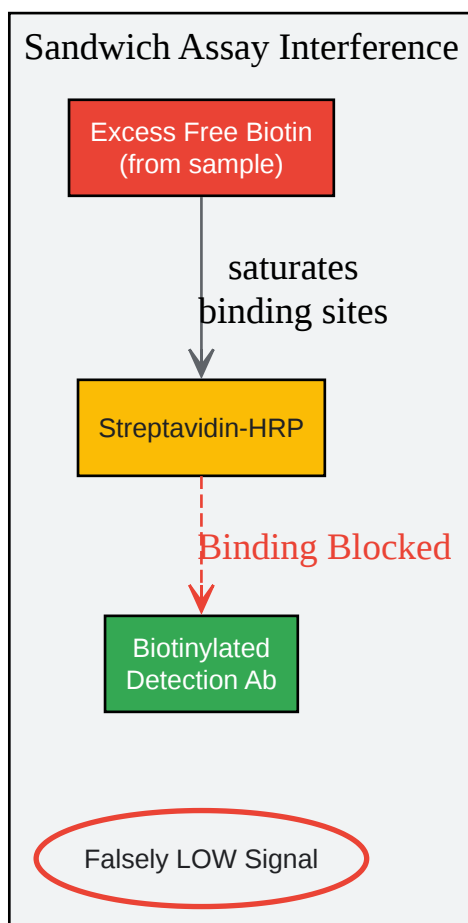 Sandwich Assay Interference
Excess Free Biotin
(from sample)
saturates
binding sites
Streptavidin-HRP
Binding Blocked
Biotinylated
Detection Ab
Falsely LOW Signal